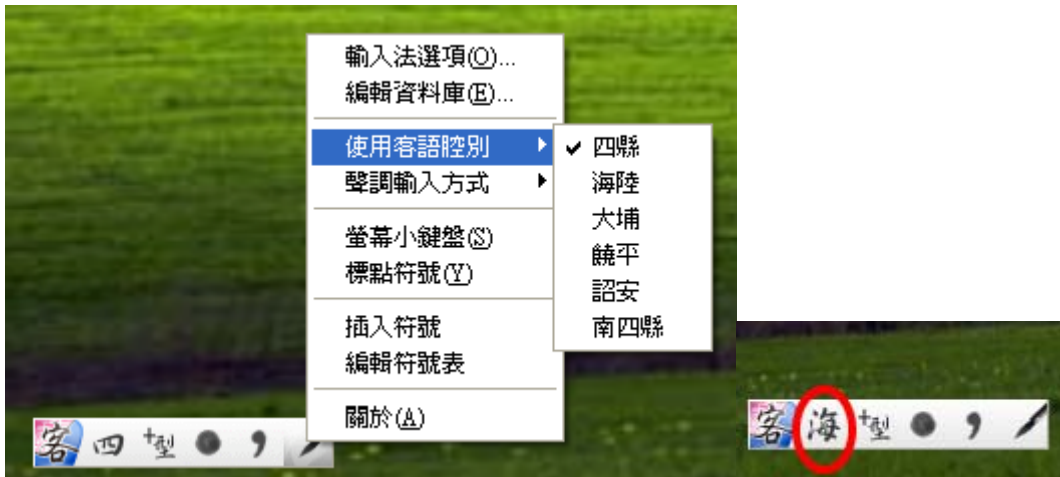 輸入法選項(O)...
編輯資料庫(E)...
使用客語腔別
聲調輸入方式
螢幕小鍵盤(S)
標點符號(Y)
插入符號
編輯符號表
關於(A)
四縣
海陸
大埔
饒平
詔安
南四縣
客 四 +型 ,
客 海 +型 ,